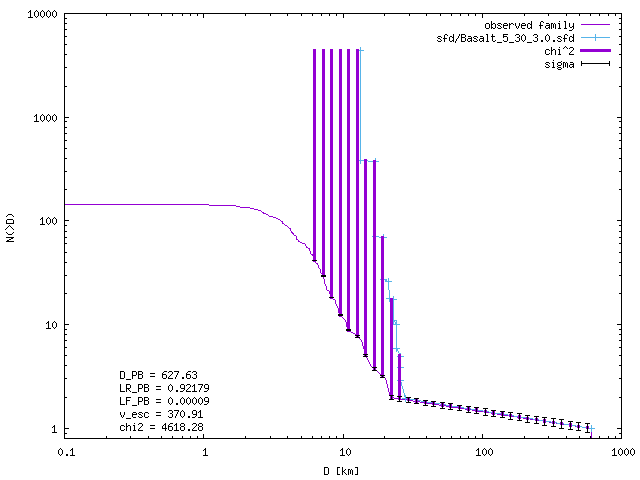 10000
1000
100
10
1
N(>D)
observed family
sfd/Basalt_5_30_3.0.sfd
chi^2
sigma
D_PB = 627.63
LR_PB = 0.92179
LF_PB = 0.00009
v_esc = 370.91
chi2 = 4618.28
0.1 1 10 100 1000
D [km]